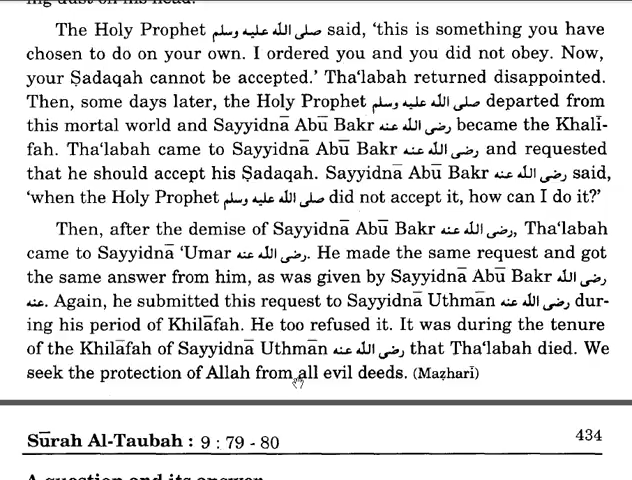 The Holy Prophet صلى الله عليه وسلم said, ‘this is something you have
chosen to do on your own. I ordered you and you did not obey. Now,
your Ṣadaqah cannot be accepted.’ Tha‘labah returned disappointed.
Then, some days later, the Holy Prophet صلى الله عليه وسلم departed from
this mortal world and Sayyidnā Abū Bakr رضى الله عنه became the Khalī-
fah. Tha‘labah came to Sayyidnā Abū Bakr رضى الله عنه and requested
that he should accept his Ṣadaqah. Sayyidnā Abū Bakr رضى الله عنه said,
‘when the Holy Prophet صلى الله عليه وسلم did not accept it, how can I do it?’
Then, after the demise of Sayyidnā Abū Bakr رضى الله عنه, Tha‘labah
came to Sayyidnā ‘Umar رضى الله عنه. He made the same request and got
the same answer from him, as was given by Sayyidnā Abū Bakr رضى الله
عنه. Again, he submitted this request to Sayyidnā Uthmān رضى الله عنه dur-
ing his period of Khilāfah. He too refused it. It was during the tenure
of the Khilāfah of Sayyidnā Uthmān رضى الله عنه that Tha‘labah died. We
seek the protection of Allah from all evil deeds. (Maẓharī)
Sūrah Al-Taubah : 9 : 79 - 80 434
A question and its answer